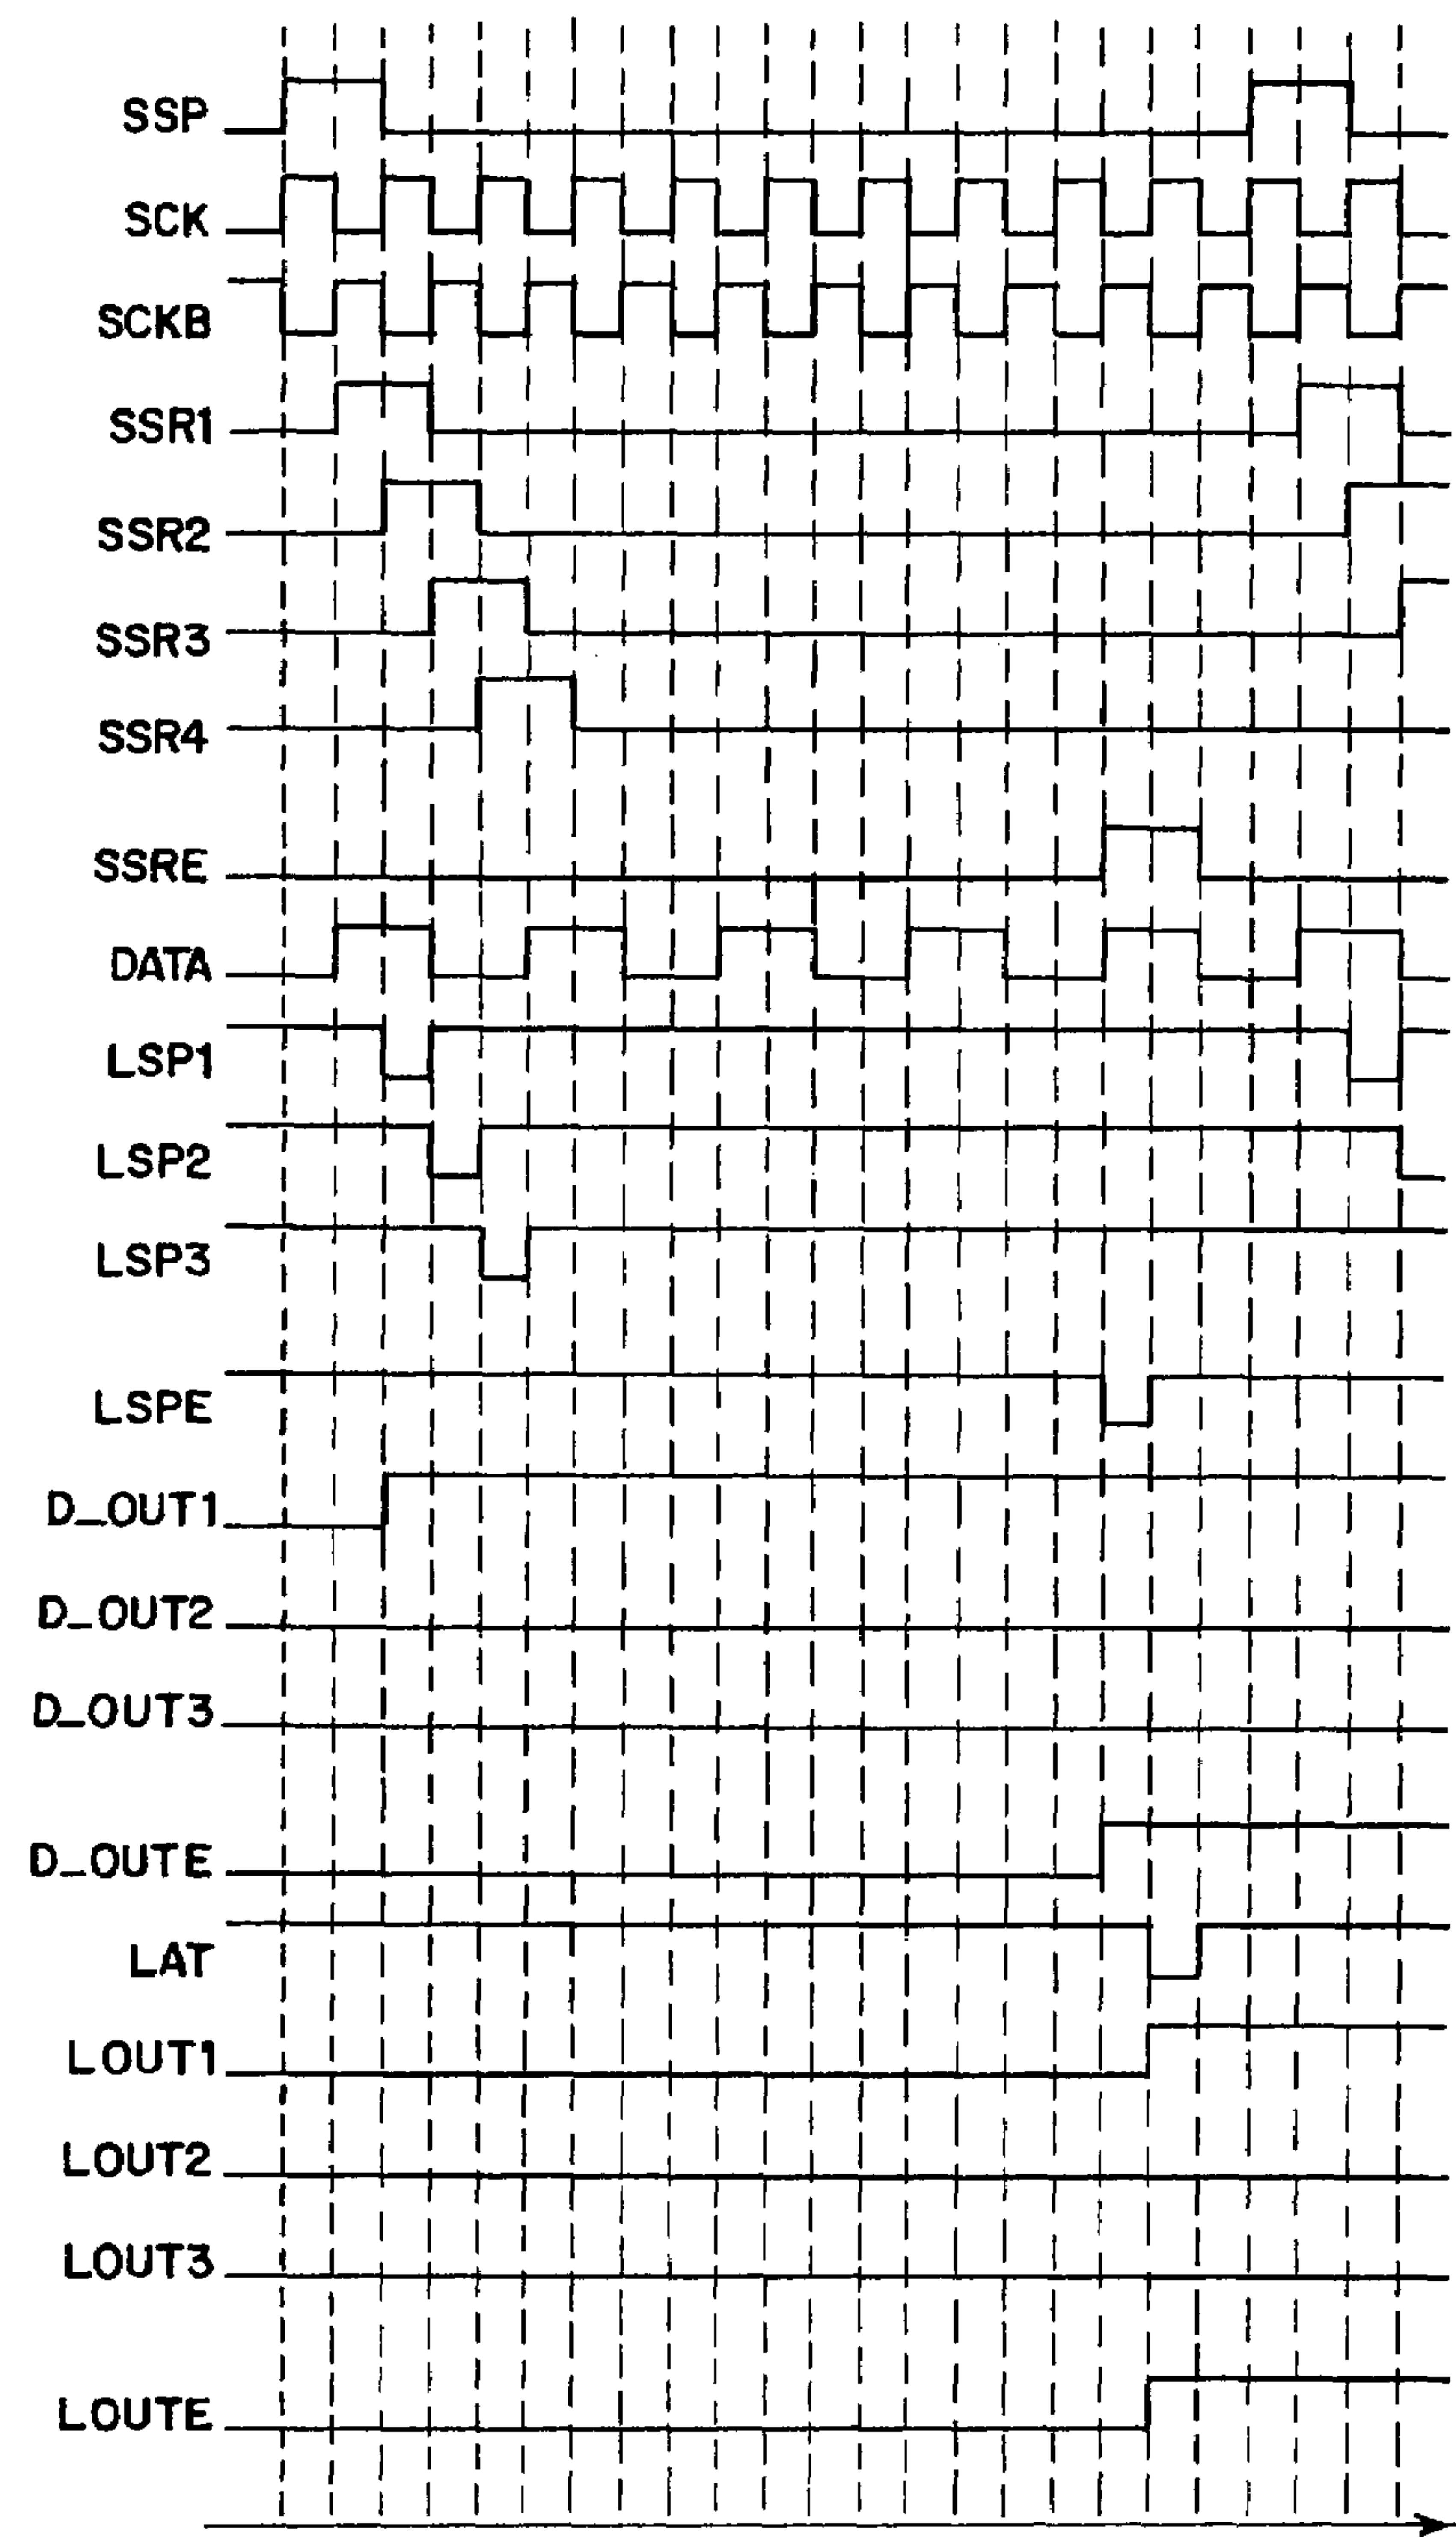 SSP
SCK
SCKB
SSR1
SSR2
SSR3
SSR4
SSRE
DATA
LSP1
LSP2
LSP3
LSPE
D_OUT1
D_OUT2
D_OUT3
D_OUTE
LAT
LOUT1
LOUT2
LOUT3
LOUTE